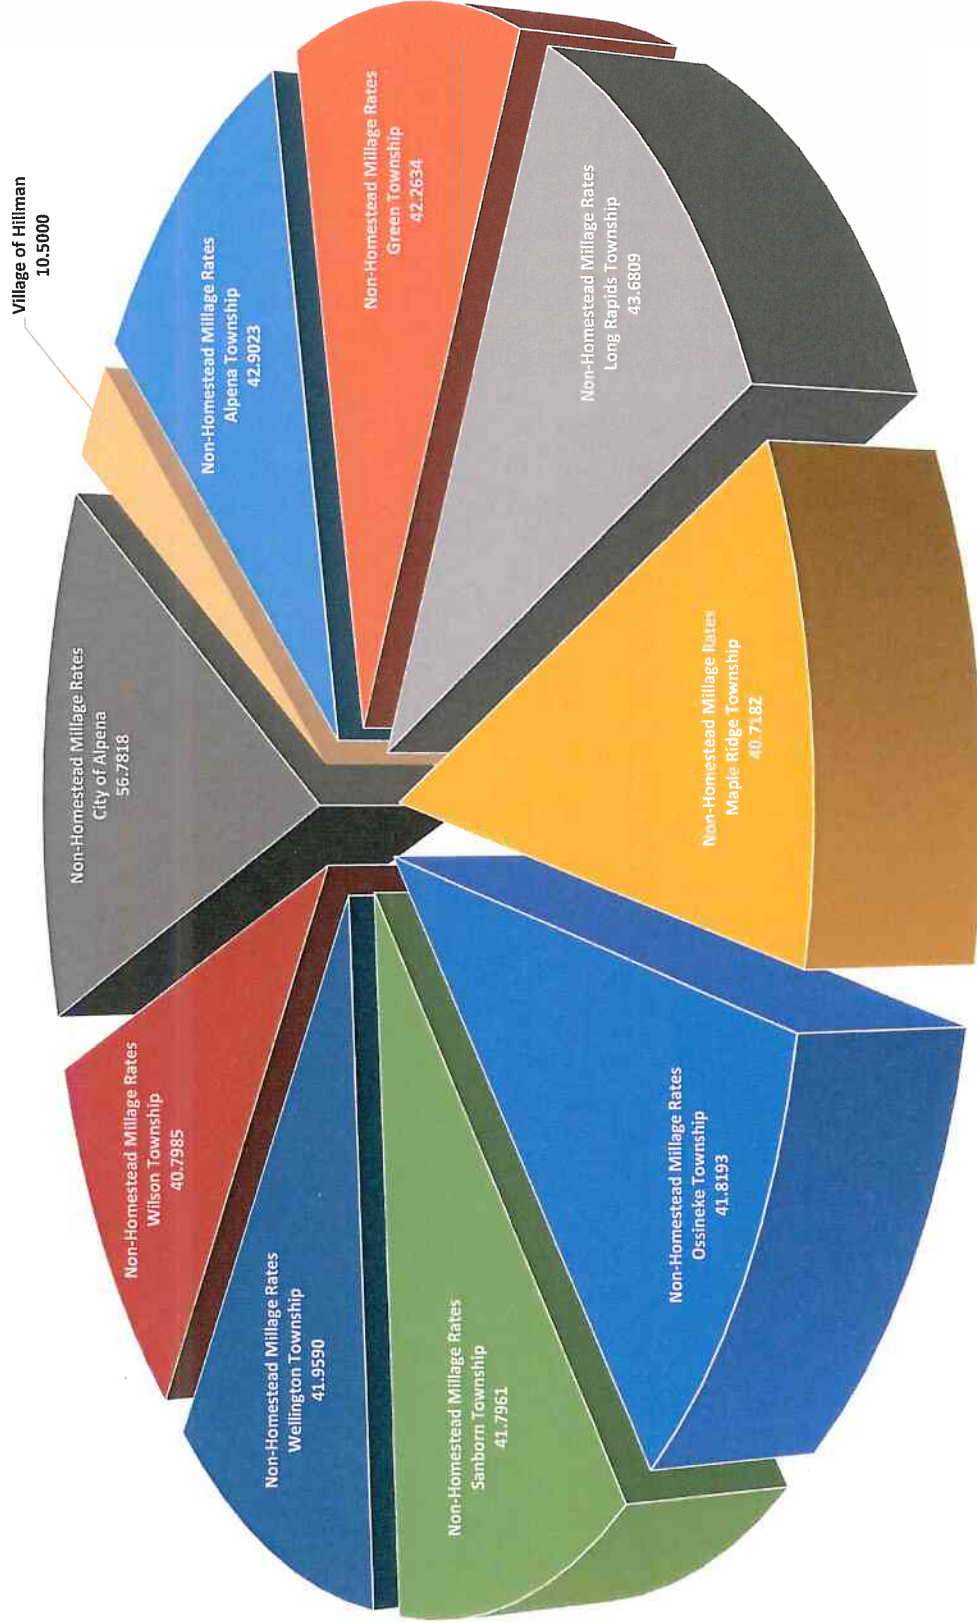 Village of Hillman
10.5000
Non-Homestead Millage Rates
Alpena Township
42.9023
Non-Homestead Millage Rates
Green Township
42.2634
Non-Homestead Millage Rates
Long Rapids Township
43.6809
Non-Homestead Millage Rates
Maple Ridge Township
40.7182
Non-Homestead Millage Rates
Ossineke Township
41.8193
Non-Homestead Millage Rates
Sanborn Township
41.7961
Non-Homestead Millage Rates
Wellington Township
41.9590
Non-Homestead Millage Rates
Wilson Township
40.7985
Non-Homestead Millage Rates
City of Alpena
56.7818